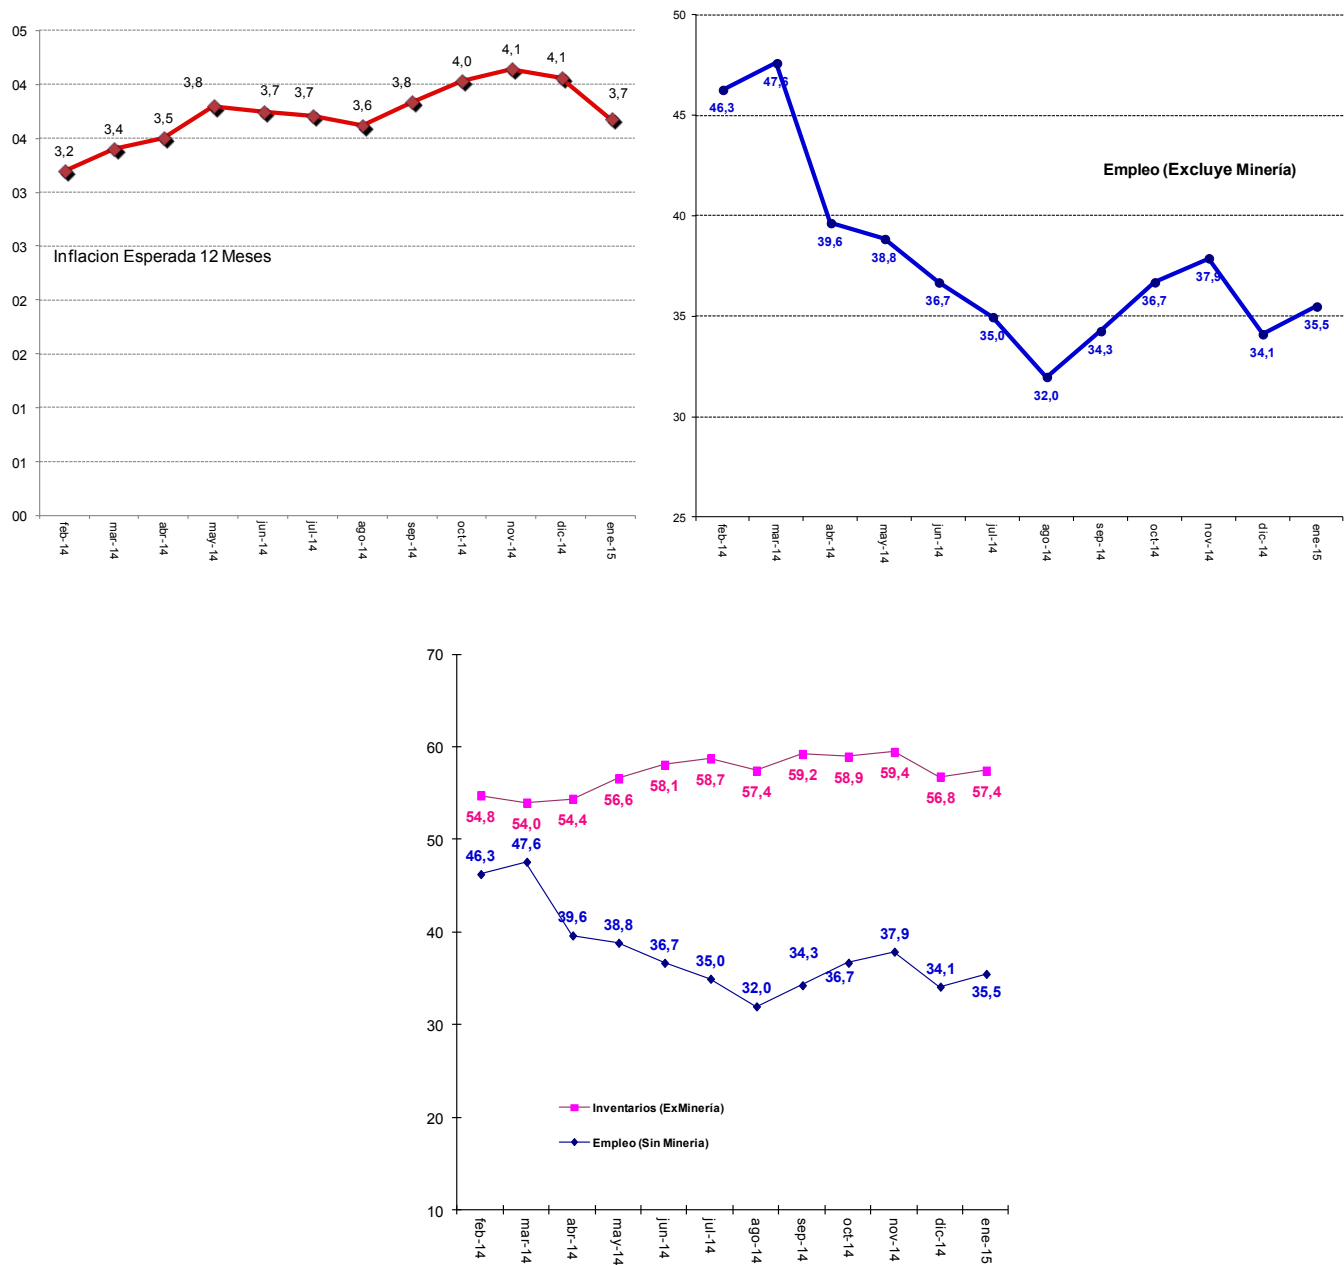 05
04
04
03
03
02
02
01
01
00
3,2
3,4
3,5
3,8
3,7
3,7
3,6
3,8
4,0
4,1
4,1
3,7
Inflacion Esperada 12 Meses
feb-14
mar-14
abr-14
may-14
jun-14
jul-14
ago-14
sep-14
oct-14
nov-14
dic-14
ene-15
50
45
40
35
30
25
Empleo (Excluye Minería)
46,3
47,6
39,6
38,8
36,7
35,0
32,0
34,3
36,7
37,9
34,1
35,5
feb-14
mar-14
abr-14
may-14
jun-14
jul-14
ago-14
sep-14
oct-14
nov-14
dic-14
ene-15
70
60
50
40
30
20
10
54,8
54,0
54,4
56,6
58,1
58,7
57,4
59,2
58,9
59,4
56,8
57,4
46,3
47,6
39,6
38,8
36,7
35,0
32,0
34,3
36,7
37,9
34,1
35,5
Inventarios (ExMinería)
Empleo (Sin Mineria)
feb-14
mar-14
abr-14
may-14
jun-14
jul-14
ago-14
sep-14
oct-14
nov-14
dic-14
ene-15